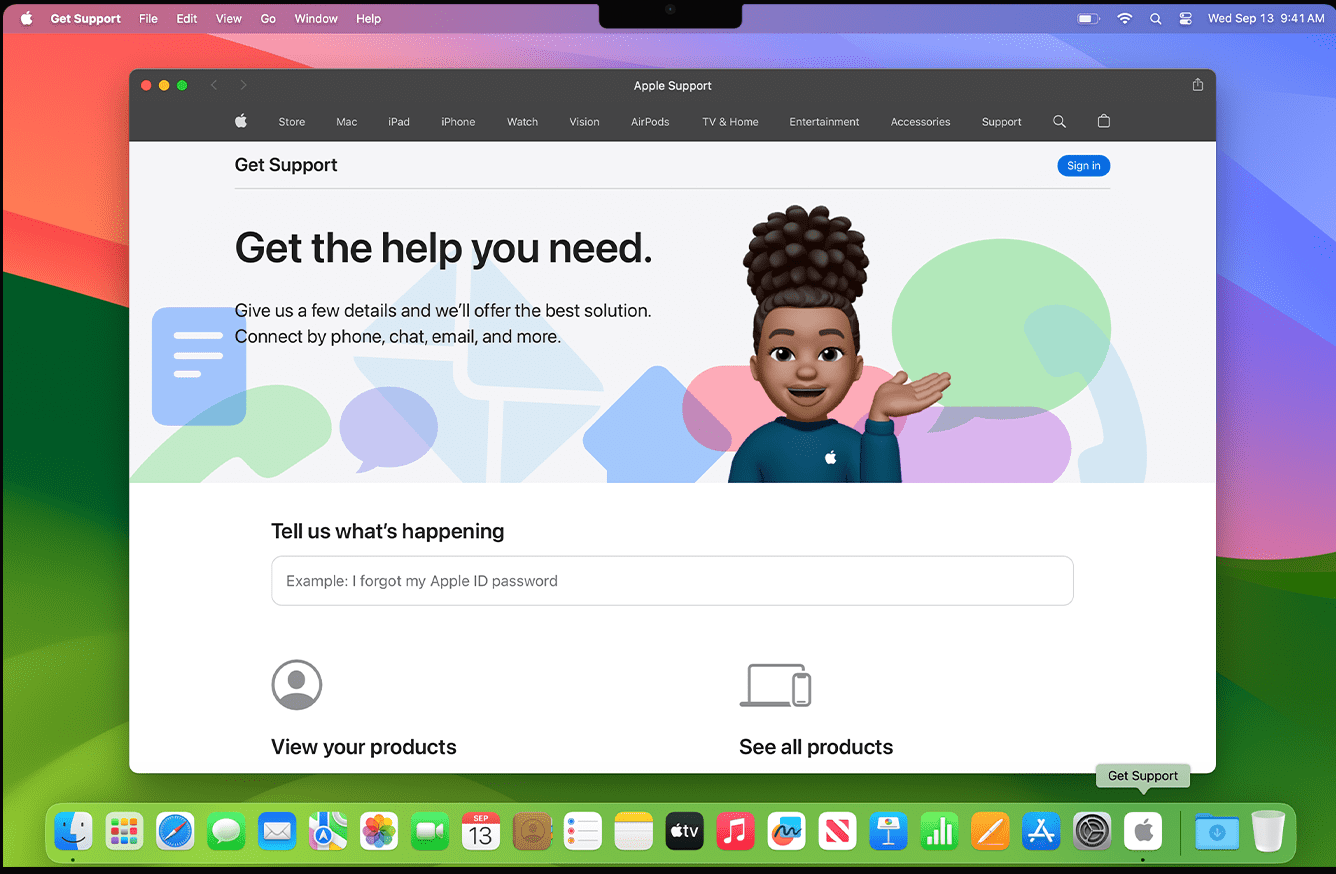 Get Support File Edit View Go Window Help Wed Sep 13 9:41 AM
Apple Support
Store Mac iPad iPhone Watch Vision AirPods TV & Home Entertainment Accessories Support
Get Support Sign in
Get the help you need.
Give us a few details and we’ll offer the best solution.
Connect by phone, chat, email, and more.
Tell us what’s happening
Example: I forgot my Apple ID password
View your products See all products
Get Support
SEP
13 tv